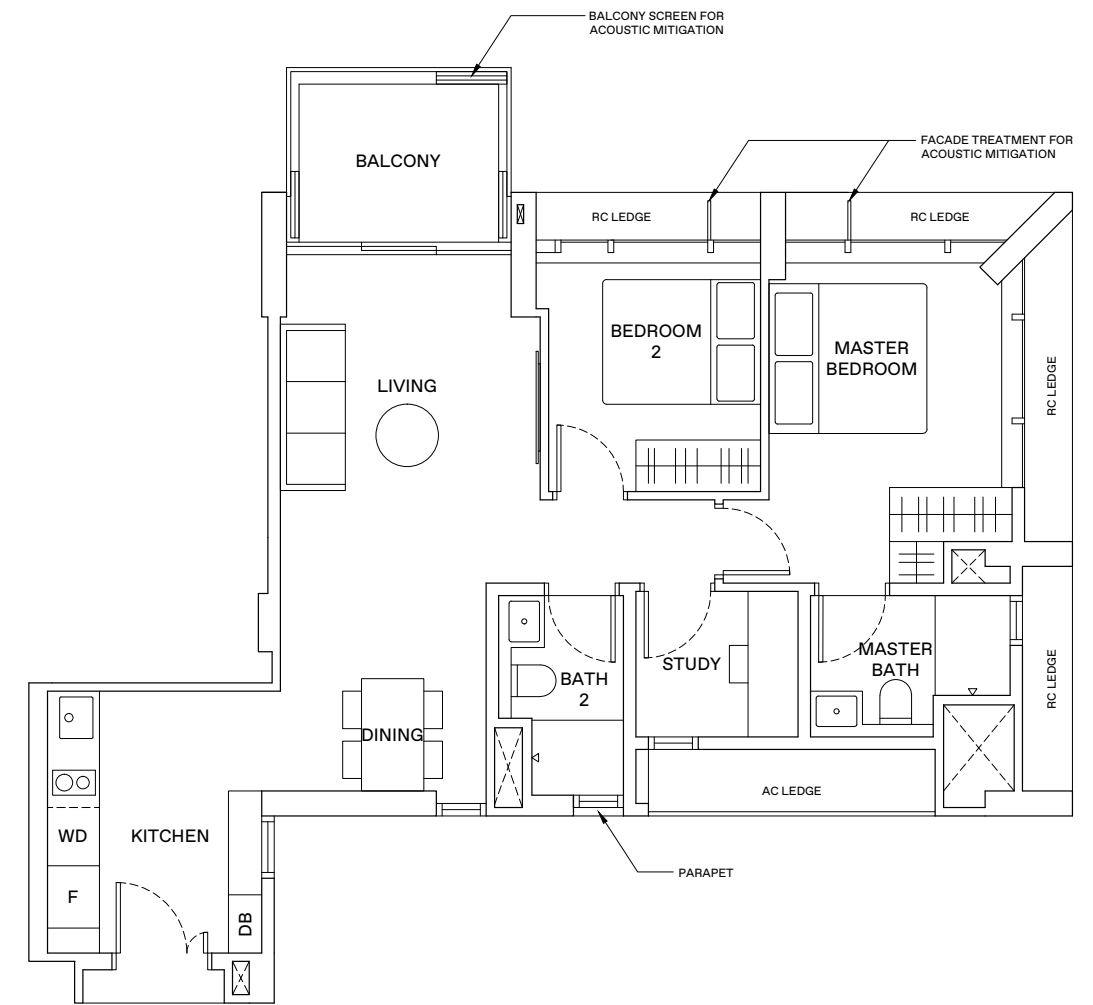 BALCONY SCREEN FOR
ACOUSTIC MITIGATION
FACADE TREATMENT FOR
ACOUSTIC MITIGATION
BALCONY
RC LEDGE
RC LEDGE
BEDROOM
2
MASTER
BEDROOM
LIVING
RC LEDGE
MASTER
BATH
STUDY
BATH
2
RC LEDGE
DINING
AC LEDGE
WD
KITCHEN
PARAPET
F
DB